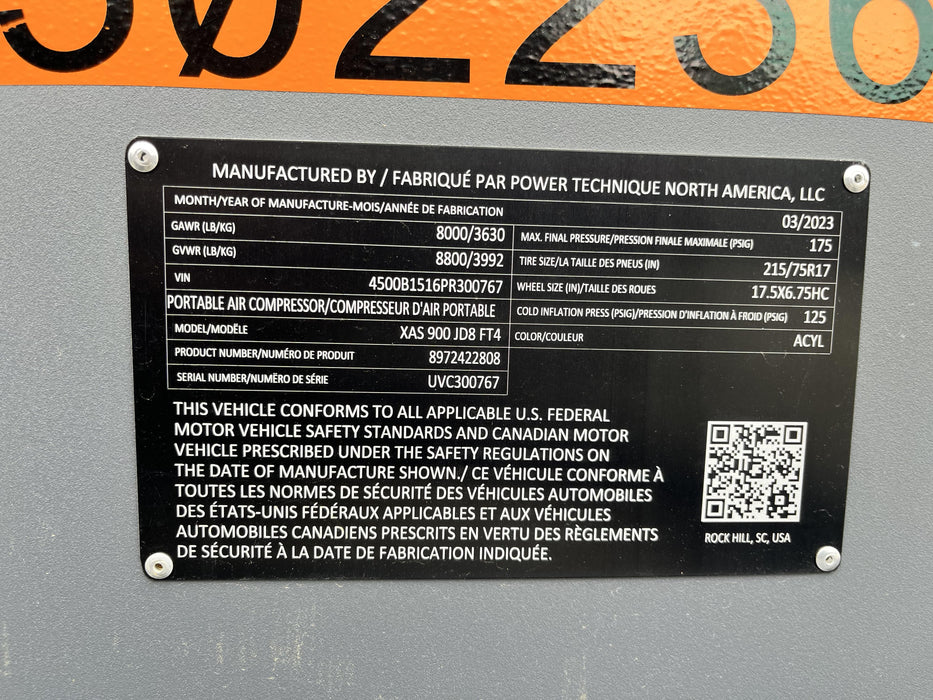 502256
MANUFACTURED BY / FABRIQUÉ PAR POWER TECHNIQUE NORTH AMERICA, LLC
MONTH/YEAR OF MANUFACTURE-MOIS/ANNÉE DE FABRICATION 03/2023
GAWR (LB/KG) 8000/3630
GVWR (LB/KG) 8800/3992
VIN 4500B1516PR300767
PORTABLE AIR COMPRESSOR/COMPRESSEUR D'AIR PORTABLE
MODEL/MODËLE XAS 900 JD8 FT4
PRODUCT NUMBER/NUMÉRO DE PRODUIT 8972422808
SERIAL NUMBER/NUMËRO DE SÉRIE UVC300767
MAX. FINAL PRESSURE/PRESSION FINALE MAXIMALE (PSIG) 175
TIRE SIZE/LA TAILLE DES PNEUS (IN) 215/75R17
WHEEL SIZE (IN)/TAILLE DES ROUES 17.5X6.75HC
COLD INFLATION PRESS (PSIG)/PRESSION D'INFLATION À FROID (PSIG) 125
COLOR/COULEUR ACYL
THIS VEHICLE CONFORMS TO ALL APPLICABLE U.S. FEDERAL
MOTOR VEHICLE SAFETY STANDARDS AND CANADIAN MOTOR
VEHICLE PRESCRIBED UNDER THE SAFETY REGULATIONS ON
THE DATE OF MANUFACTURE SHOWN./ CE VÉHICULE CONFORME À
TOUTES LES NORMES DE SÉCURITÉ DES VÉHICULES AUTOMOBILES
DES ÉTATS-UNIS FÉDÉRAUX APPLICABLES ET AUX VÉHICULES
AUTOMOBILES CANADIENS PRESCRITS EN VERTU DES RÈGLEMENTS
DE SÉCURITÉ À LA DATE DE FABRICATION INDIQUÉE.
ROCK HILL, SC, USA